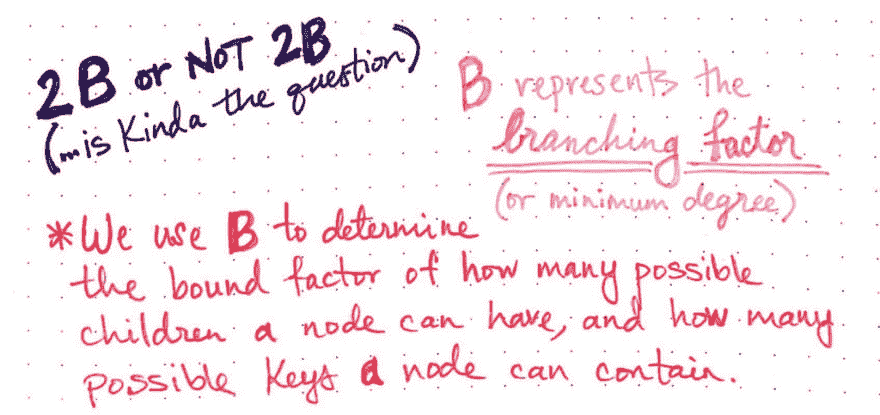 2B or NOT 2B
(...is Kinda the question)
B represents the
branching factor
(or minimum degree)
*We use B to determine
the bound factor of how many possible
children a node can have, and how many
possible Keys a node can contain.